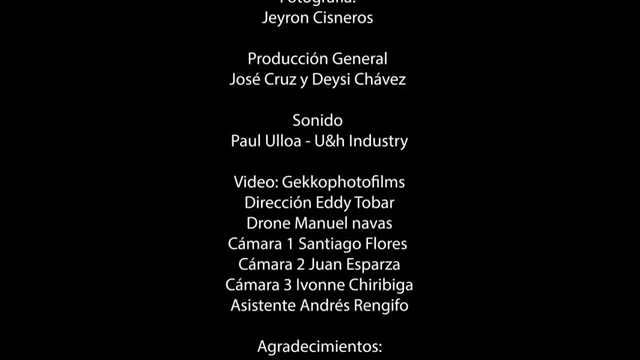 Fotografía:
Jeyron Cisneros
Producción General
José Cruz y Deysi Chávez
Sonido
Paul Ulloa - U&h Industry
Video: Gekkophotofilms
Dirección Eddy Tobar
Drone Manuel navas
Cámara 1 Santiago Flores
Cámara 2 Juan Esparza
Cámara 3 Ivonne Chiribiga
Asistente Andrés Rengifo
Agradecimientos: